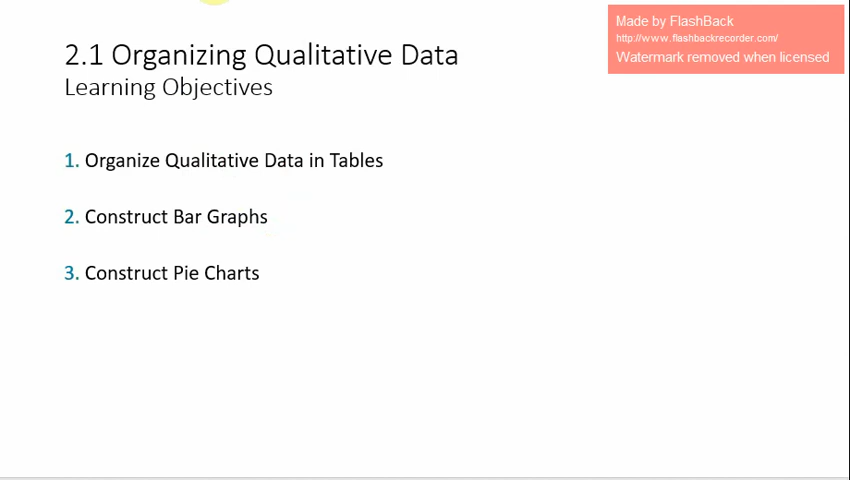 2.1 Organizing Qualitative Data
Learning Objectives
1. Organize Qualitative Data in Tables
2. Construct Bar Graphs
3. Construct Pie Charts
Made by FlashBack
http://www.flashbackrecorder.com/
Watermark removed when licensed